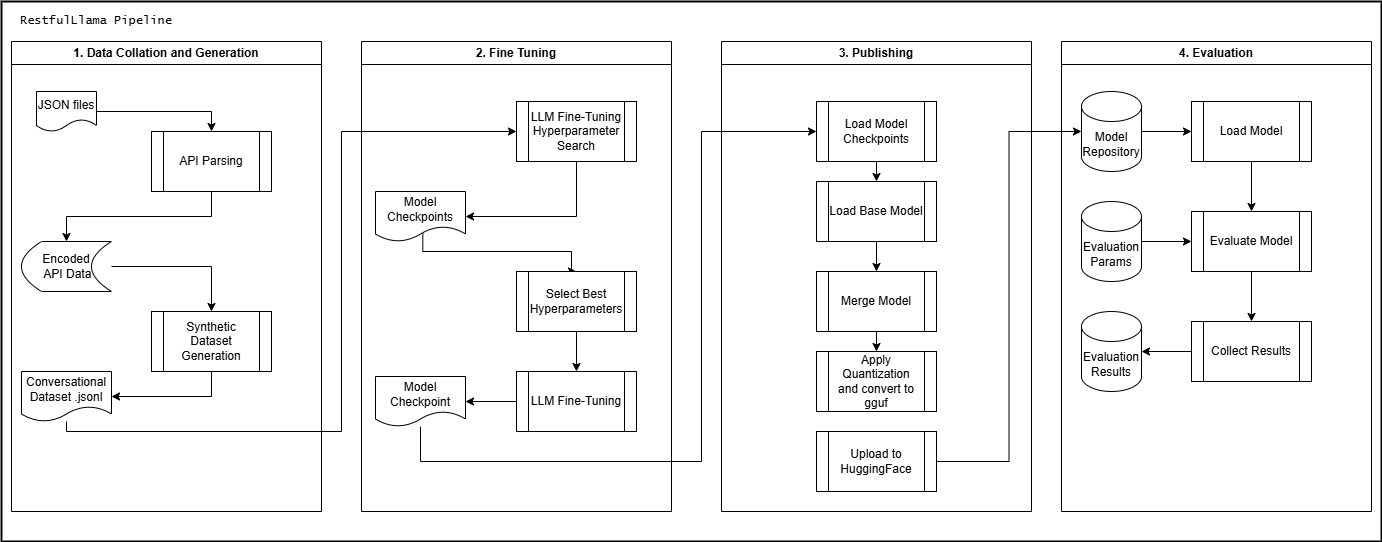 RestfulLlama Pipeline
1. Data Collation and Generation
JSON files
API Parsing
Encoded
API Data
Synthetic
Dataset
Generation
Conversational
Dataset .jsonl
2. Fine Tuning
LLM Fine-Tuning
Hyperparameter
Search
Model
Checkpoints
Select Best
Hyperparameters
LLM Fine-Tuning
Model
Checkpoint
3. Publishing
Load Model
Checkpoints
Load Base Model
Merge Model
Apply
Quantization
and convert to
gguf
Upload to
HuggingFace
4. Evaluation
Model
Repository
Load Model
Evaluation
Params
Evaluate Model
Evaluation
Results
Collect Results